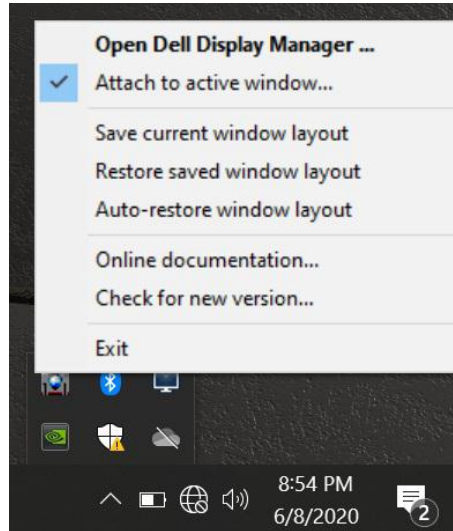 Open Dell Display Manager ...
Attach to active window...
Save current window layout
Restore saved window layout
Auto-restore window layout
Online documentation...
Check for new version...
Exit
8:54 PM
6/8/2020
2